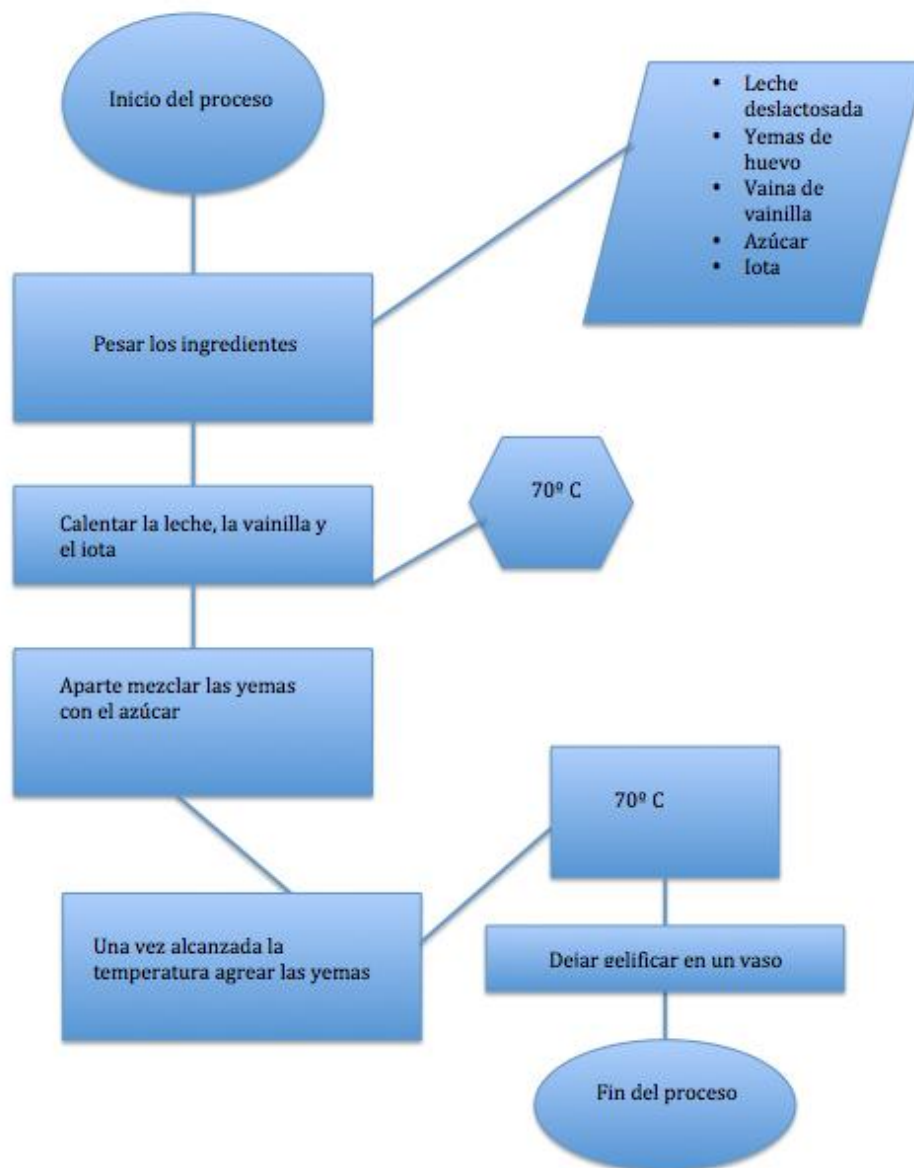 Inicio del proceso
• Leche
deslactosada
• Yemas de
huevo
• Vaina de
vainilla
• Azúcar
• Iota
Pesar los ingredientes
Calentar la leche, la vainilla y
el iota
70º C
Aparte mezclar las yemas
con el azúcar
Una vez alcanzada la
temperatura agrear las yemas
70º C
Dejar gelificar en un vaso
Fin del proceso